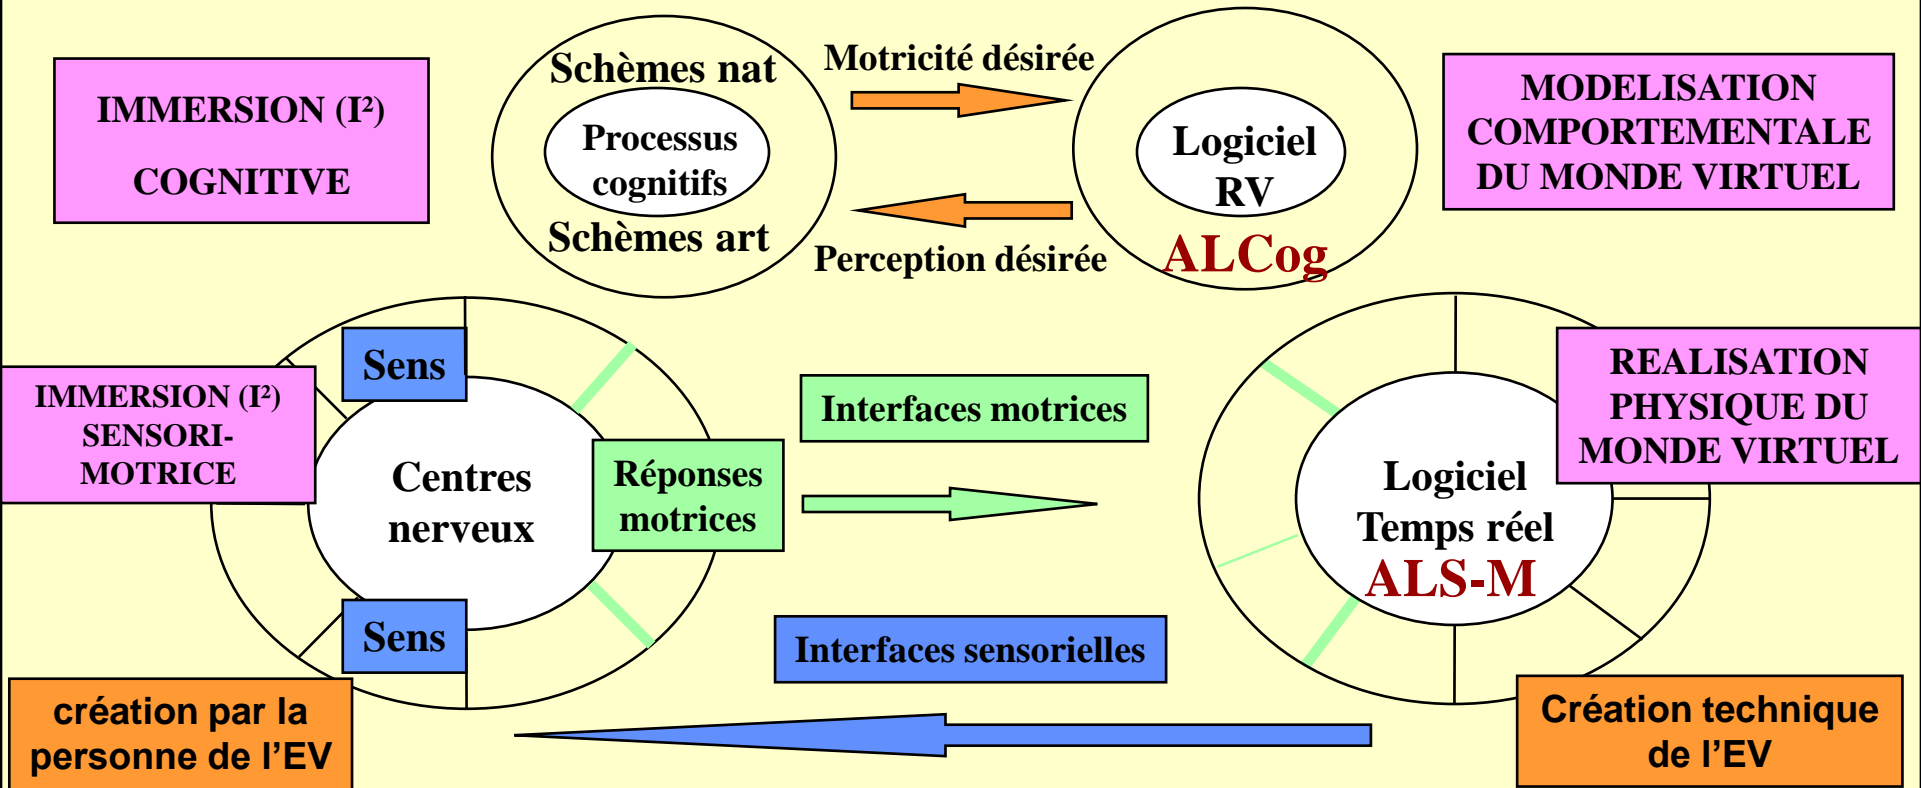 IMMERSION (I²)
COGNITIVE
Schèmes nat
Processus
cognitifs
Schèmes art
Motricité désirée
Perception désirée
Logiciel
RV
ALCog
MODELISATION
COMPORTEMENTALE
DU MONDE VIRTUEL
IMMERSION (I²)
SENSORI-
MOTRICE
Sens
Centres
nerveux
Sens
Réponses
motrices
Interfaces motrices
Interfaces sensorielles
Logiciel
Temps réel
ALS-M
REALISATION
PHYSIQUE DU
MONDE VIRTUEL
création par la
personne de l’EV
Création technique
de l’EV